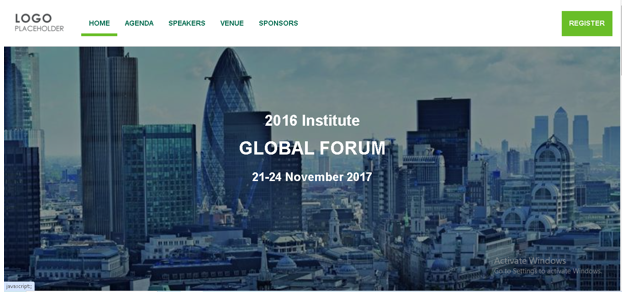 LOGO
PLACEHOLDER
HOME AGENDA SPEAKERS VENUE SPONSORS REGISTER
2016 Institute
GLOBAL FORUM
21-24 November 2017
Activate Windows
Go to Settings to activate Windows.
javascript:;